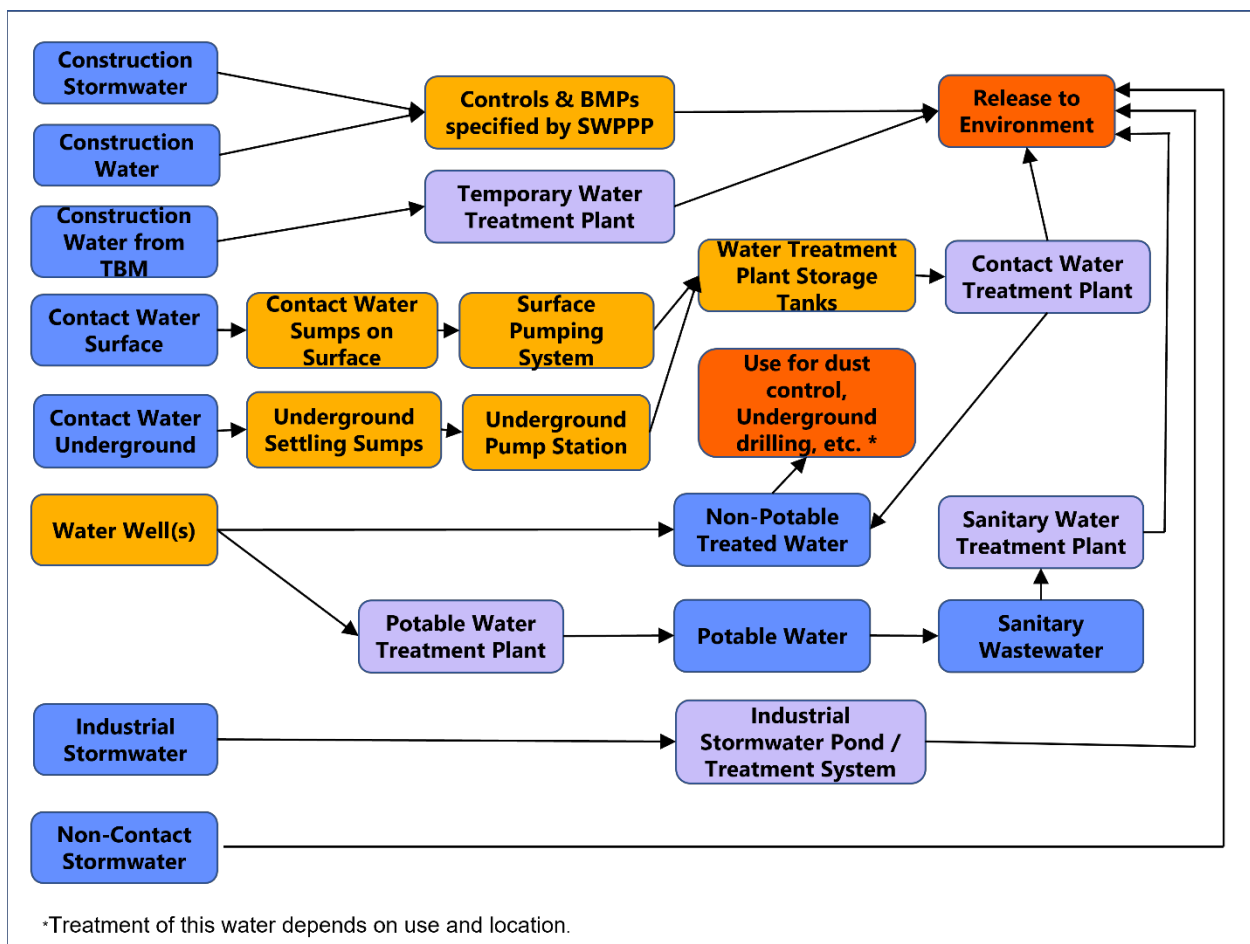 Construction
Stormwater
Controls & BMPs
specified by SWPPP
Release to
Environment
Construction
Water
Temporary Water
Treatment Plant
Construction
Water from
TBM
Water Treatment
Plant Storage
Tanks
Contact Water
Treatment Plant
Contact Water
Surface
Contact Water
Sumps on
Surface
Surface
Pumping
System
Use for dust
control,
Underground
drilling, etc. *
Contact Water
Underground
Underground
Settling Sumps
Underground
Pump Station
Water Well(s)
Non-Potable
Treated Water
Sanitary Water
Treatment Plant
Potable Water
Treatment Plant
Potable Water
Sanitary
Wastewater
Industrial
Stormwater
Industrial
Stormwater Pond /
Treatment System
Non-Contact
Stormwater
*Treatment of this water depends on use and location.